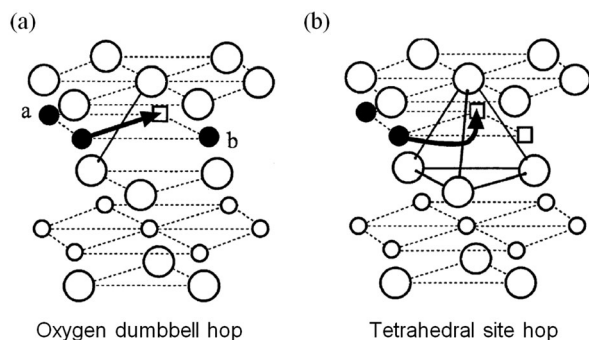 (a)
(b)
a
b
Oxygen dumbbell hop
Tetrahedral site hop